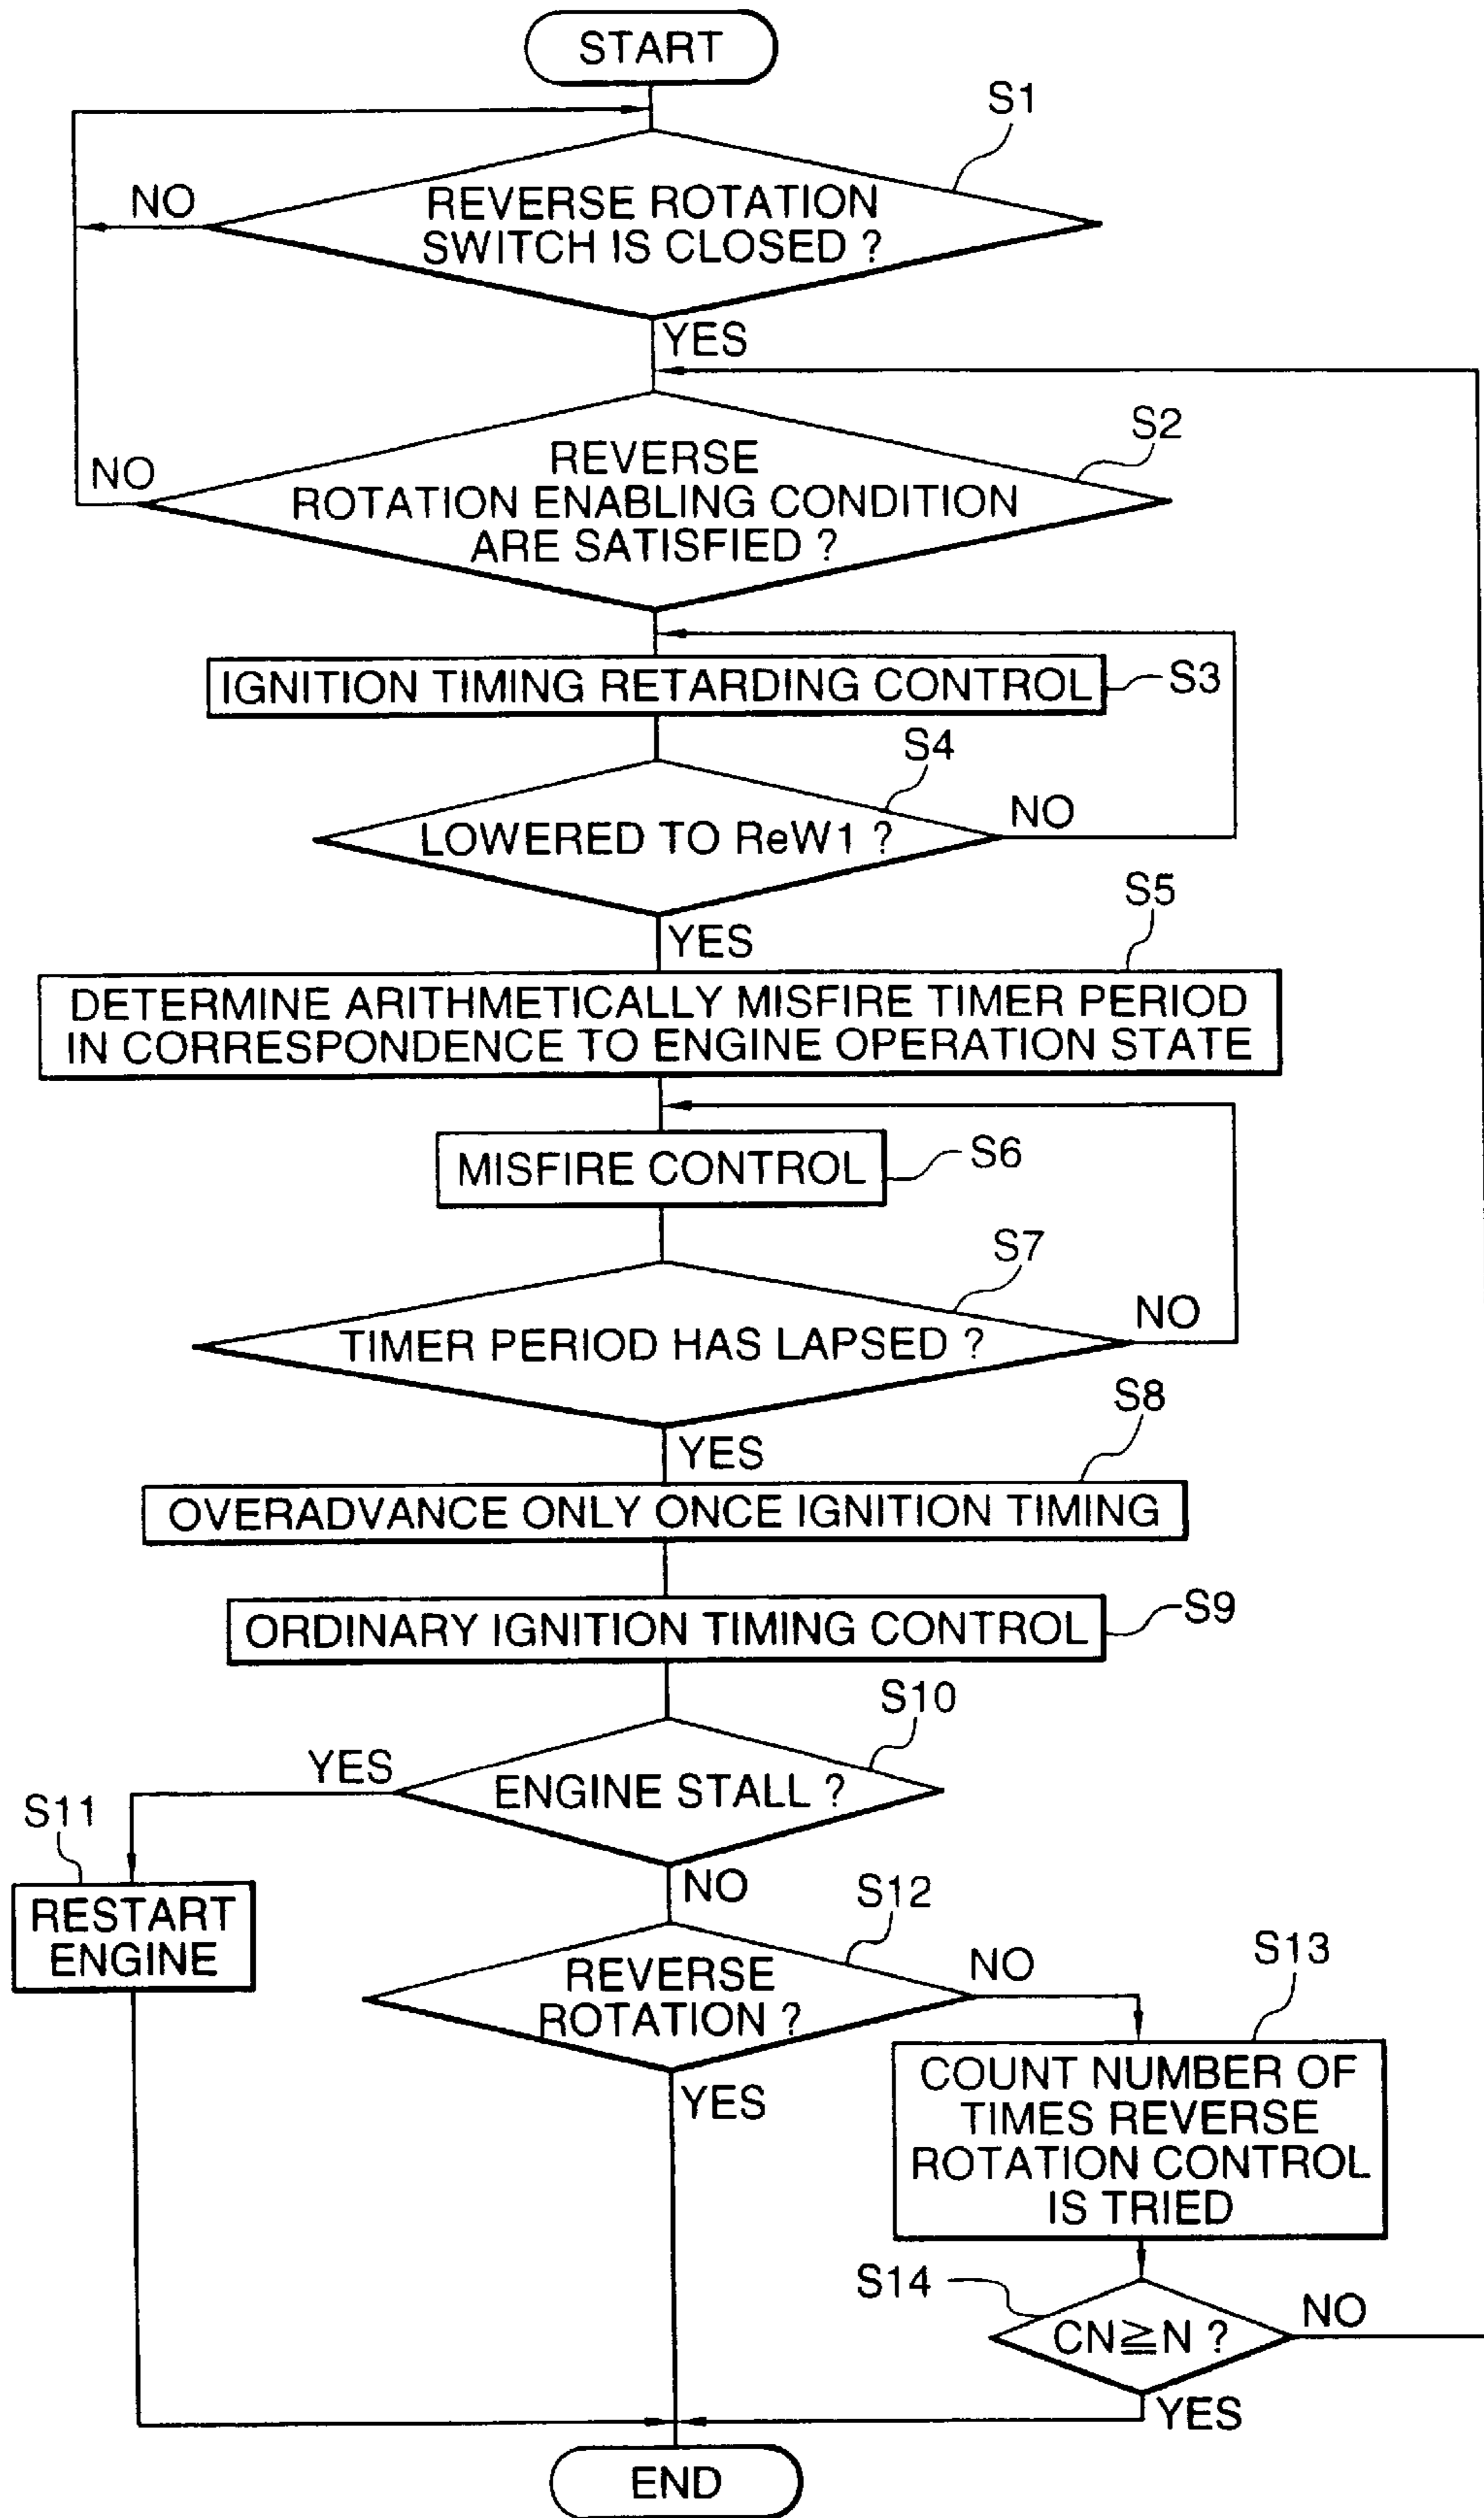 START
S1
NO
REVERSE ROTATION
SWITCH IS CLOSED ?
YES
S2
NO
REVERSE
ROTATION ENABLING CONDITION
ARE SATISFIED ?
IGNITION TIMING RETARDING CONTROL
S3
S4
LOWERED TO ReW1 ?
NO
YES
S5
DETERMINE ARITHMETICALLY MISFIRE TIMER PERIOD
IN CORRESPONDENCE TO ENGINE OPERATION STATE
MISFIRE CONTROL
S6
S7
TIMER PERIOD HAS LAPSED ?
NO
YES
S8
OVERADVANCE ONLY ONCE IGNITION TIMING
ORDINARY IGNITION TIMING CONTROL
S9
S10
YES
ENGINE STALL ?
S11
RESTART
ENGINE
NO
S12
REVERSE
ROTATION ?
NO
S13
YES
COUNT NUMBER OF
TIMES REVERSE
ROTATION CONTROL
IS TRIED
S14
CN≧N ?
NO
YES
END